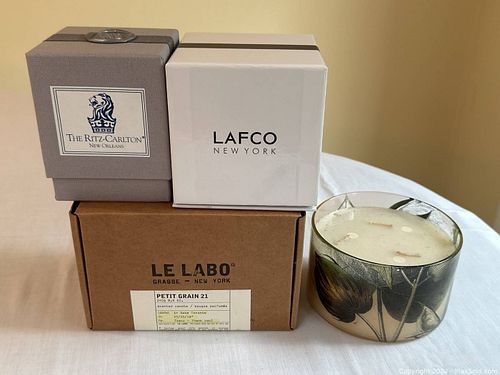 THE RITZ-CARLTON®
NEW ORLEANS
LAFCO
NEW YORK
LE LABO®
GRASSE – NEW YORK
PETIT GRAIN 21
scented candle / bougie parfumée